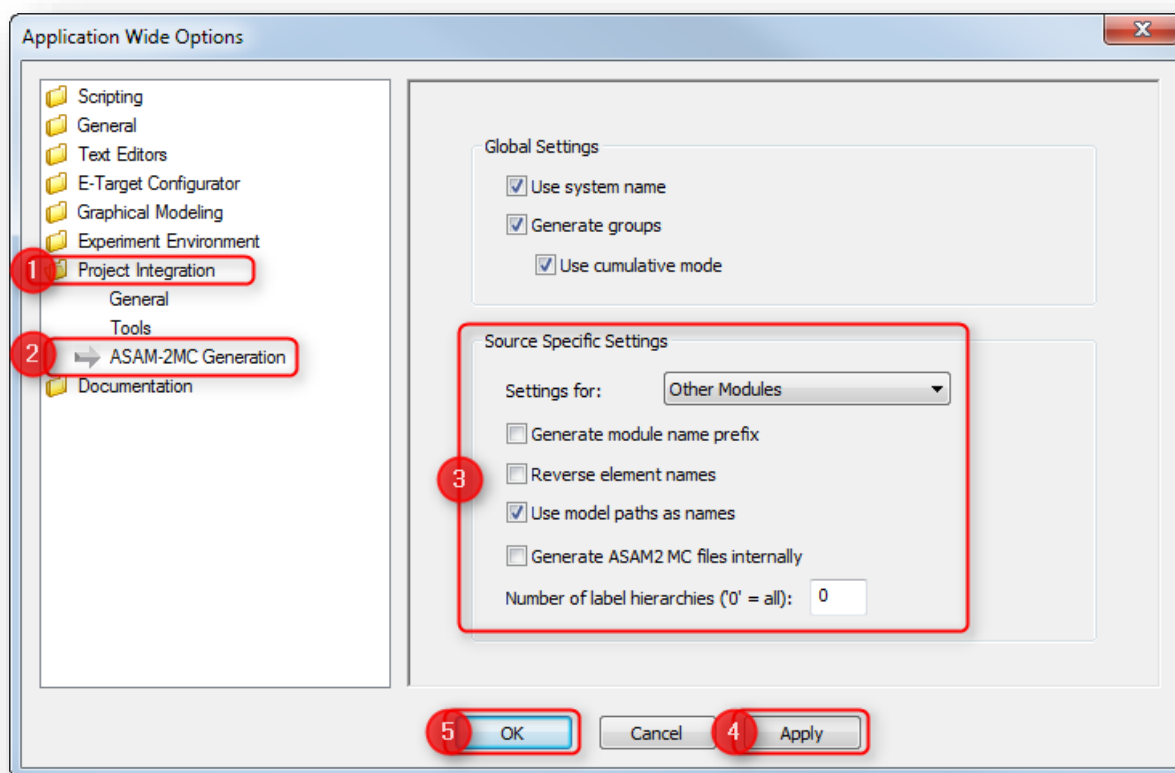 Application Wide Options
X
Scripting
General
Text Editors
E-Target Configurator
Graphical Modeling
Experiment Environment
1 Project Integration
General
Tools
2 ASAM-2MC Generation
Documentation
Global Settings
Use system name
Generate groups
Use cumulative mode
Source Specific Settings
Settings for: Other Modules
Generate module name prefix
3 Reverse element names
Use model paths as names
Generate ASAM2 MC files internally
Number of label hierarchies ('0' = all): 0
5 OK Cancel 4 Apply